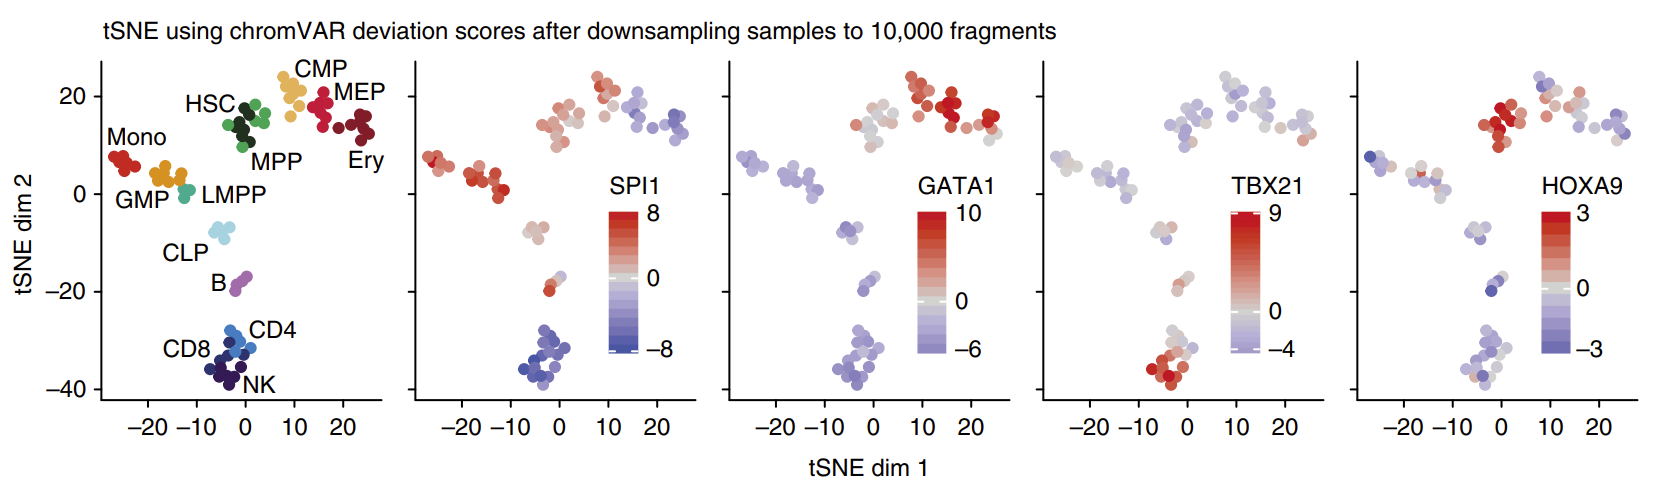 tSNE using chromVAR deviation scores after downsampling samples to 10,000 fragments
tSNE dim 2
20
0
−20
−40
CMP
MEP
HSC
Mono
MPP
Ery
GMP
LMPP
CLP
B
CD4
CD8
NK
−20 −10 0 10 20
SPI1
8
0
−8
−20 −10 0 10 20
GATA1
10
0
−6
−20 −10 0 10 20
TBX21
9
0
−4
−20 −10 0 10 20
HOXA9
3
0
−3
−20 −10 0 10 20
tSNE dim 1